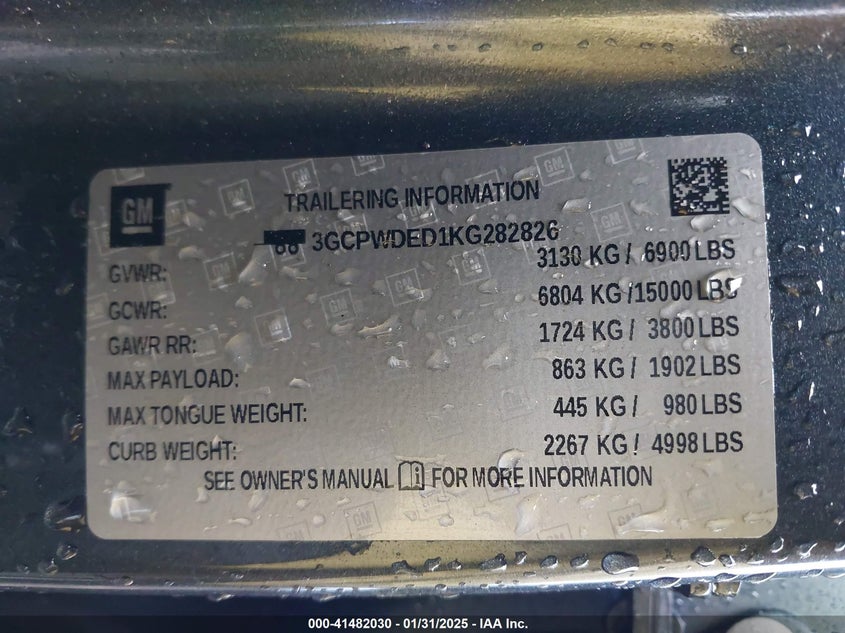 GM
TRAILERING INFORMATION
3GCPWDED1KG282826
GVWR: 3130 KG / 6900 LBS
GCWR: 6804 KG /15000 LBS
GAWR RR: 1724 KG / 3800 LBS
MAX PAYLOAD: 863 KG / 1902 LBS
MAX TONGUE WEIGHT: 445 KG / 980 LBS
CURB WEIGHT: 2267 KG / 4998 LBS
SEE OWNER'S MANUAL i FOR MORE INFORMATION
000-41482030 - 01/31/2025 - IAA Inc.